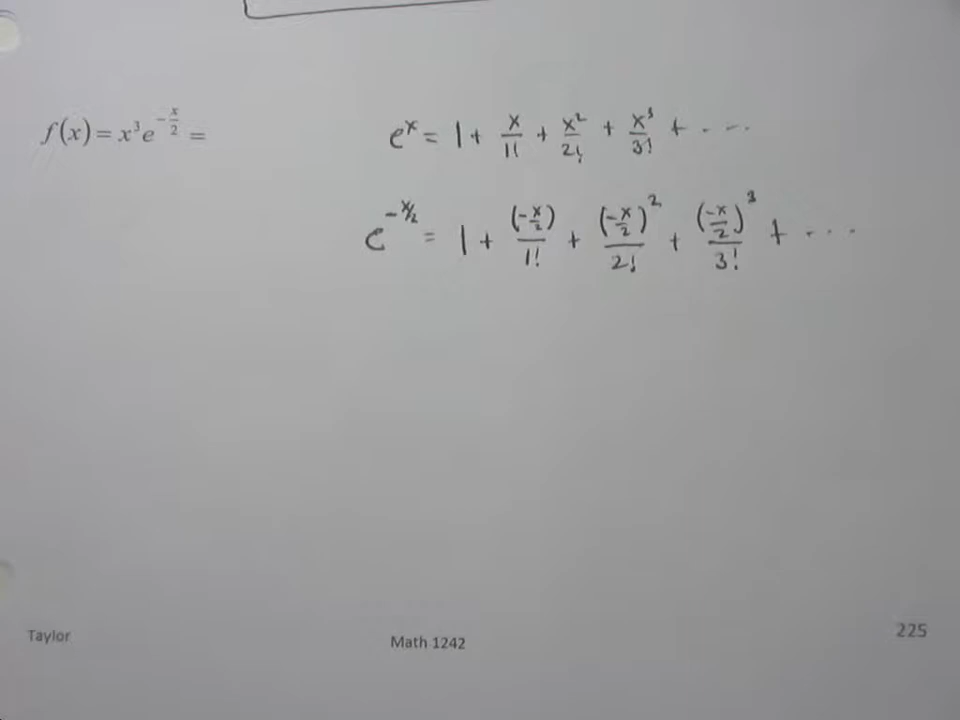 f(x) = x³e^(-x/2) =
e^x = 1 + x/1! + x²/2! + x³/3! + ....
e^(-x/2) = 1 + (-x/2)/1! + (-x/2)²/2! + (-x/2)³/3! + ...
Taylor Math 1242 225